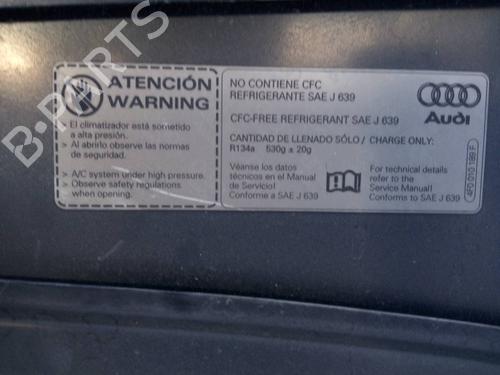 B-PARTS
ATENCIÓN
WARNING
■ El climatizador está sometido
a alta presión.
> Al abrirlo observe las normas
de seguridad.
■ A/C system under high pressure.
> Observe safety regulations
when opening.
NO CONTIENE CFC
REFRIGERANTE SAE J 639
CFC-FREE REFRIGERANT SAE J 639
CANTIDAD DE LLENADO SÓLO / CHARGE ONLY:
R134a 530g ± 20g
Véanse los datos
técnicos en el Manual
de Servicio!
Conforme a SAE J 639
For technical details
refer to the
Service Manual!
Conforms to SAE J 639
Audi
4F0 010 189 F